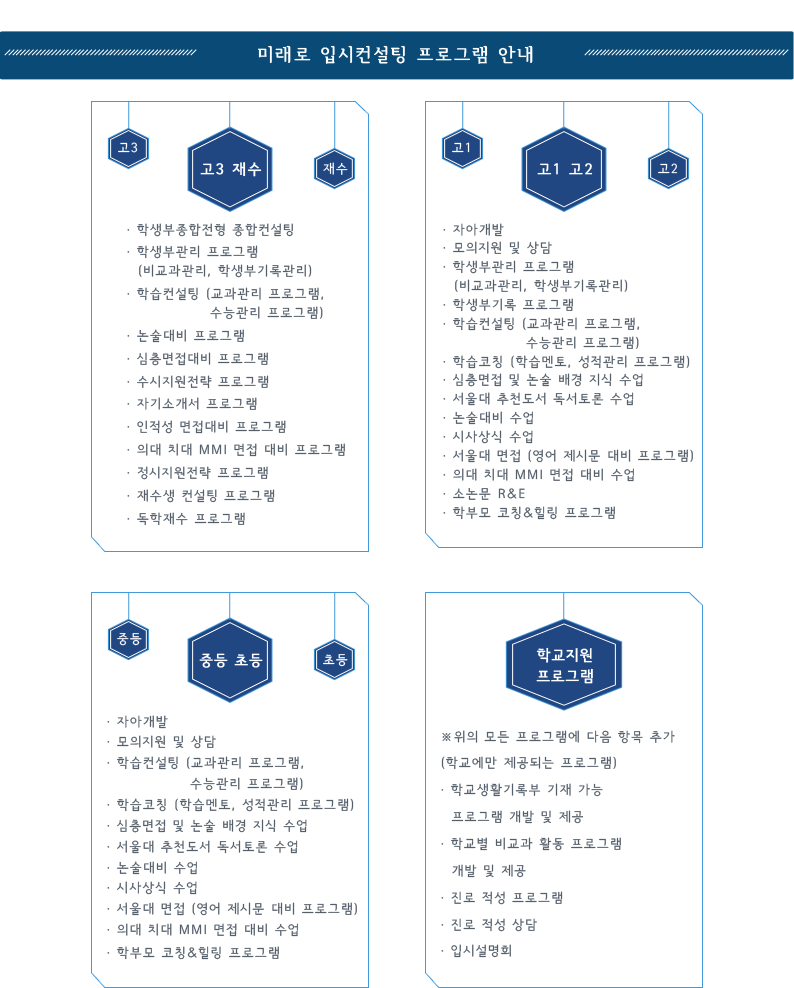 미래로 입시컨설팅 프로그램 안내
고3
고3 재수
재수
· 학생부종합전형 종합컨설팅
· 학생부관리 프로그램
(비교과관리, 학생부기록관리)
· 학습컨설팅 (교과관리 프로그램,
수능관리 프로그램)
· 논술대비 프로그램
· 심층면접대비 프로그램
· 수시지원전략 프로그램
· 자기소개서 프로그램
· 인적성 면접대비 프로그램
· 의대 치대 MMI 면접 대비 프로그램
· 정시지원전략 프로그램
· 재수생 컨설팅 프로그램
· 독학재수 프로그램
고1
고1 고2
고2
· 자아개발
· 모의지원 및 상담
· 학생부관리 프로그램
(비교과관리, 학생부기록관리)
· 학생부기록 프로그램
· 학습컨설팅 (교과관리 프로그램,
수능관리 프로그램)
· 학습코칭 (학습멘토, 성적관리 프로그램)
· 심층면접 및 논술 배경 지식 수업
· 서울대 추천도서 독서토론 수업
· 논술대비 수업
· 시사상식 수업
· 서울대 면접 (영어 제시문 대비 프로그램)
· 의대 치대 MMI 면접 대비 수업
· 소논문 R&E
· 학부모 코칭&힐링 프로그램
중등
중등 초등
초등
· 자아개발
· 모의지원 및 상담
· 학습컨설팅 (교과관리 프로그램,
수능관리 프로그램)
· 학습코칭 (학습멘토, 성적관리 프로그램)
· 심층면접 및 논술 배경 지식 수업
· 서울대 추천도서 독서토론 수업
· 논술대비 수업
· 시사상식 수업
· 서울대 면접 (영어 제시문 대비 프로그램)
· 의대 치대 MMI 면접 대비 수업
· 학부모 코칭&힐링 프로그램
학교지원
프로그램
※위의 모든 프로그램에 다음 항목 추가
(학교에만 제공되는 프로그램)
· 학교생활기록부 기재 가능
프로그램 개발 및 제공
· 학교별 비교과 활동 프로그램
개발 및 제공
· 진로 적성 프로그램
· 진로 적성 상담
· 입시설명회